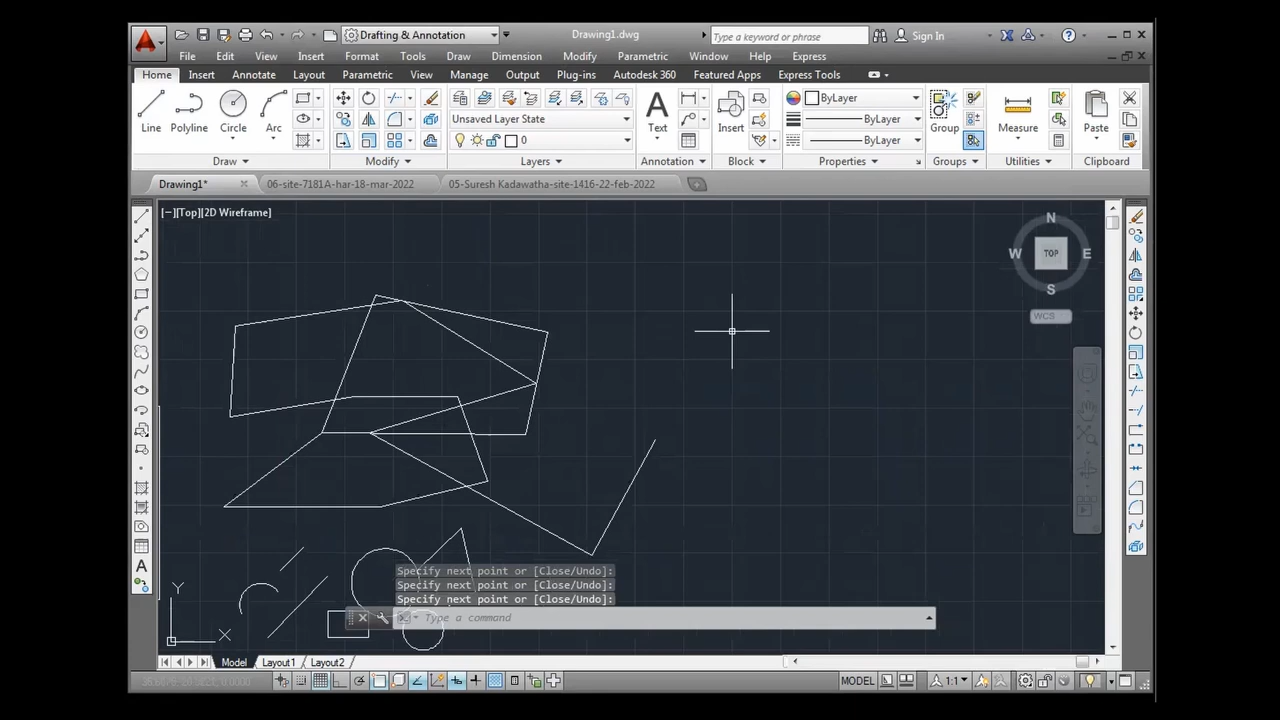 Drafting & Annotation
Drawing1.dwg
Type a keyword or phrase
Sign In
File Edit View Insert Format Tools Draw Dimension Modify Parametric Window Help Express
Home Insert Annotate Layout Parametric View Manage Output Plug-ins Autodesk 360 Featured Apps Express Tools
Line Polyline Circle Arc
Unsaved Layer State
0
Text
Insert
ByLayer
ByLayer
ByLayer
Group
Measure
Paste
Draw Modify Layers Annotation Block Properties Groups Utilities Clipboard
Drawing1* 06-site-7181A-har-18-mar-2022 05-Suresh Kadawatha-site-1416-22-feb-2022
[−][Top][2D Wireframe]
N
W TOP E
S
WCS
Specify next point or [Close/Undo]:
Specify next point or [Close/Undo]:
Specify next point or [Close/Undo]:
Y
X
Type a command
Model Layout1 Layout2
MODEL 1:1